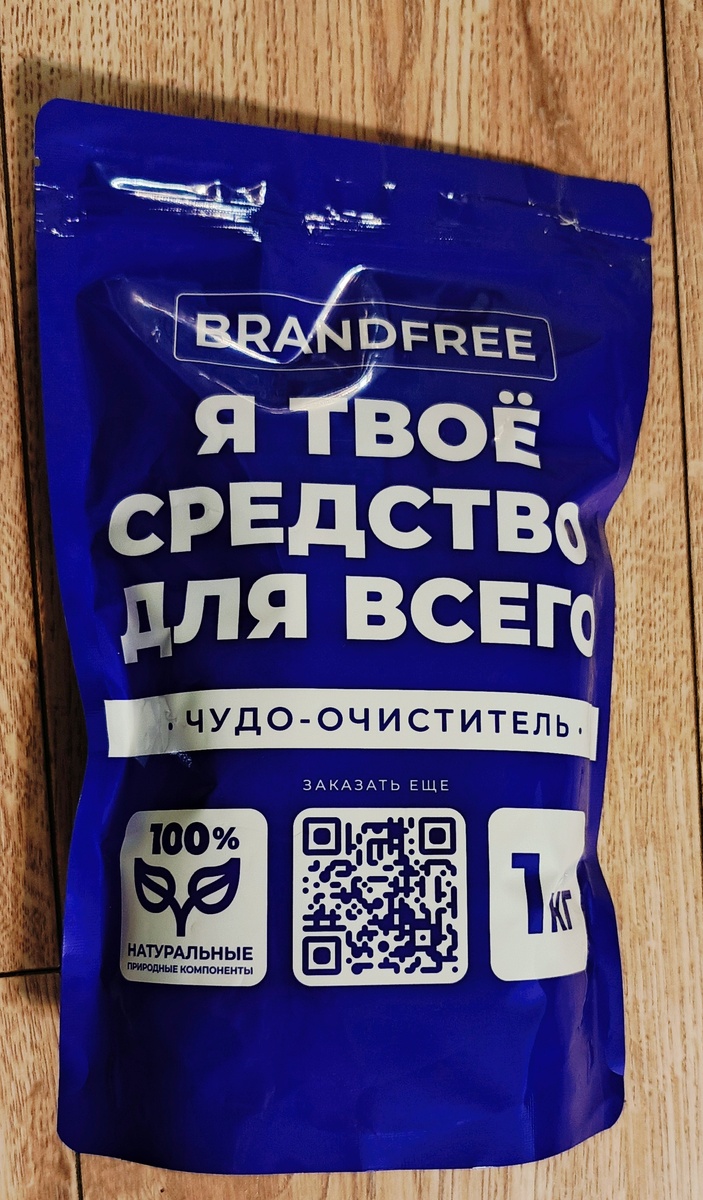 BRANDFREE
Я ТВОЁ
СРЕДСТВО
ДЛЯ ВСЕГО
· ЧУДО-ОЧИСТИТЕЛЬ ·
ЗАКАЗАТЬ ЕЩЕ
100%
НАТУРАЛЬНЫЕ
ПРИРОДНЫЕ КОМПОНЕНТЫ
1 КГ